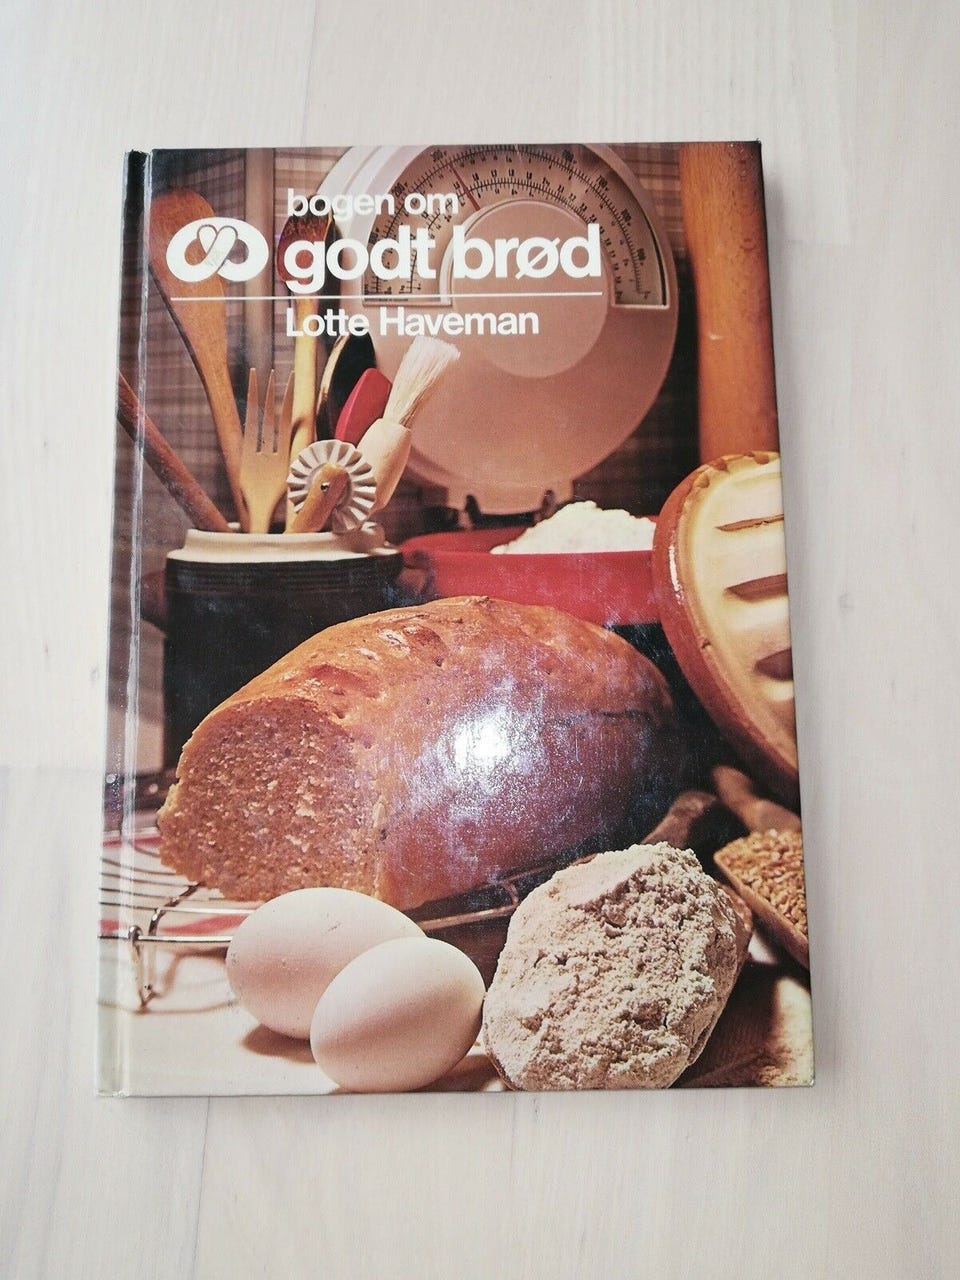 bogen om
godt brød
Lotte Haveman